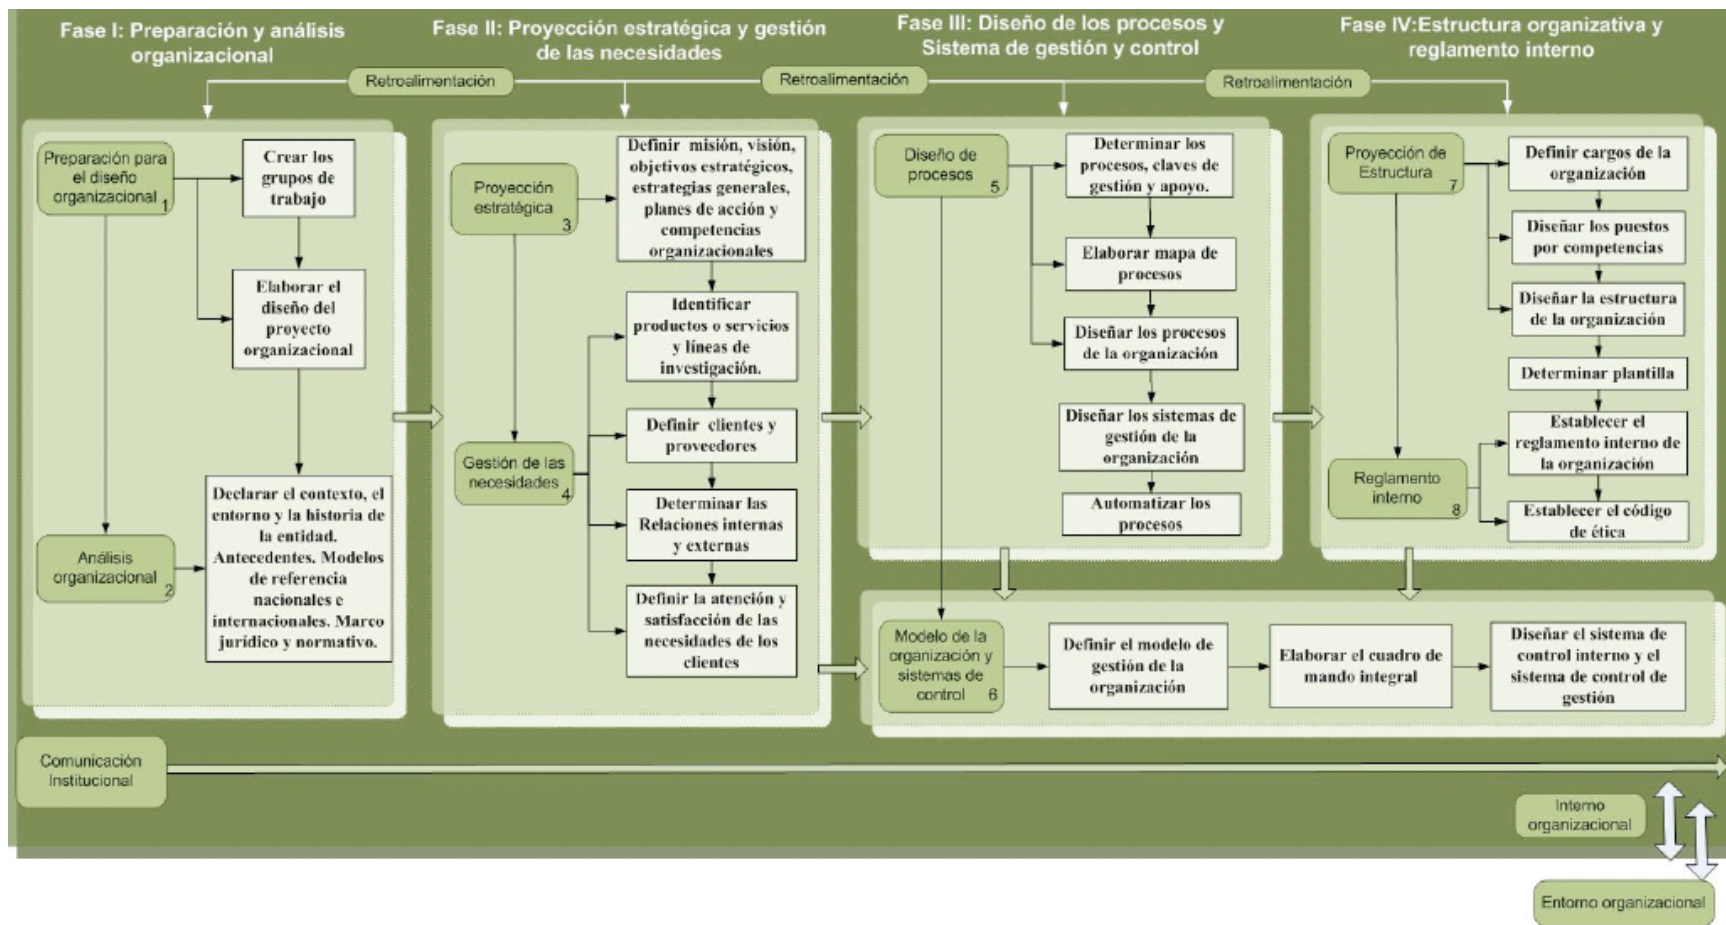 Fase I: Preparación y análisis
organizacional
Fase II: Proyección estratégica y gestión
de las necesidades
Fase III: Diseño de los procesos y
Sistema de gestión y control
Fase IV:Estructura organizativa y
reglamento interno
Retroalimentación
Retroalimentación
Retroalimentación
Preparación para
el diseño
organizacional
1
Crear los
grupos de
trabajo
Elaborar el
diseño del
proyecto
organizacional
Análisis
organizacional
2
Declarar el contexto, el
entorno y la historia de
la entidad.
Antecedentes. Modelos
de referencia
nacionales e
internacionales. Marco
jurídico y normativo.
Proyección
estratégica
3
Definir misión, visión,
objetivos estratégicos,
estrategias generales,
planes de acción y
competencias
organizacionales
Identificar
productos o servicios
y líneas de
investigación.
Definir clientes y
proveedores
Gestión de las
necesidades
4
Determinar las
Relaciones internas
y externas
Definir la atención y
satisfacción de las
necesidades de los
clientes
Diseño de
procesos
5
Determinar los
procesos, claves de
gestión y apoyo.
Elaborar mapa de
procesos
Diseñar los procesos
de la organización
Diseñar los sistemas de
gestión de la
organización
Automatizar los
procesos
Proyección de
Estructura
7
Definir cargos de la
organización
Diseñar los puestos
por competencias
Diseñar la estructura
de la organización
Determinar plantilla
Establecer el
reglamento interno de
la organización
Reglamento
interno
8
Establecer el código
de ética
Modelo de la
organización y
sistemas de
control
6
Definir el modelo de
gestión de la
organización
Elaborar el cuadro de
mando integral
Diseñar el sistema de
control interno y el
sistema de control de
gestión
Comunicación
Institucional
Interno
organizacional
Entorno organizacional